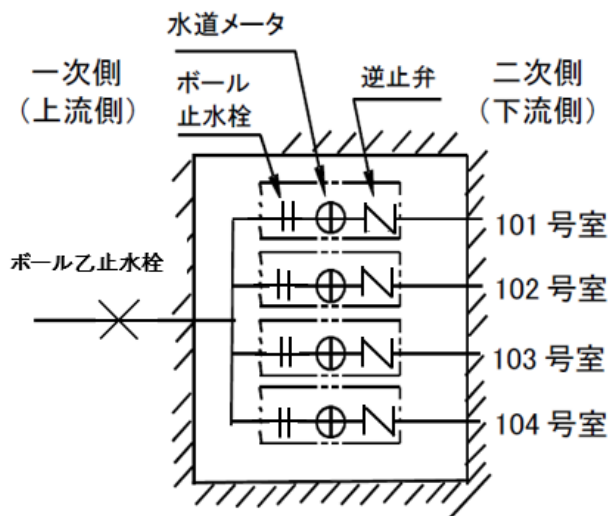 水道メータ
一次側
(上流側)
ボール
止水栓
逆止弁
二次側
(下流側)
ボール乙止水栓
101 号室
102 号室
103 号室
104 号室